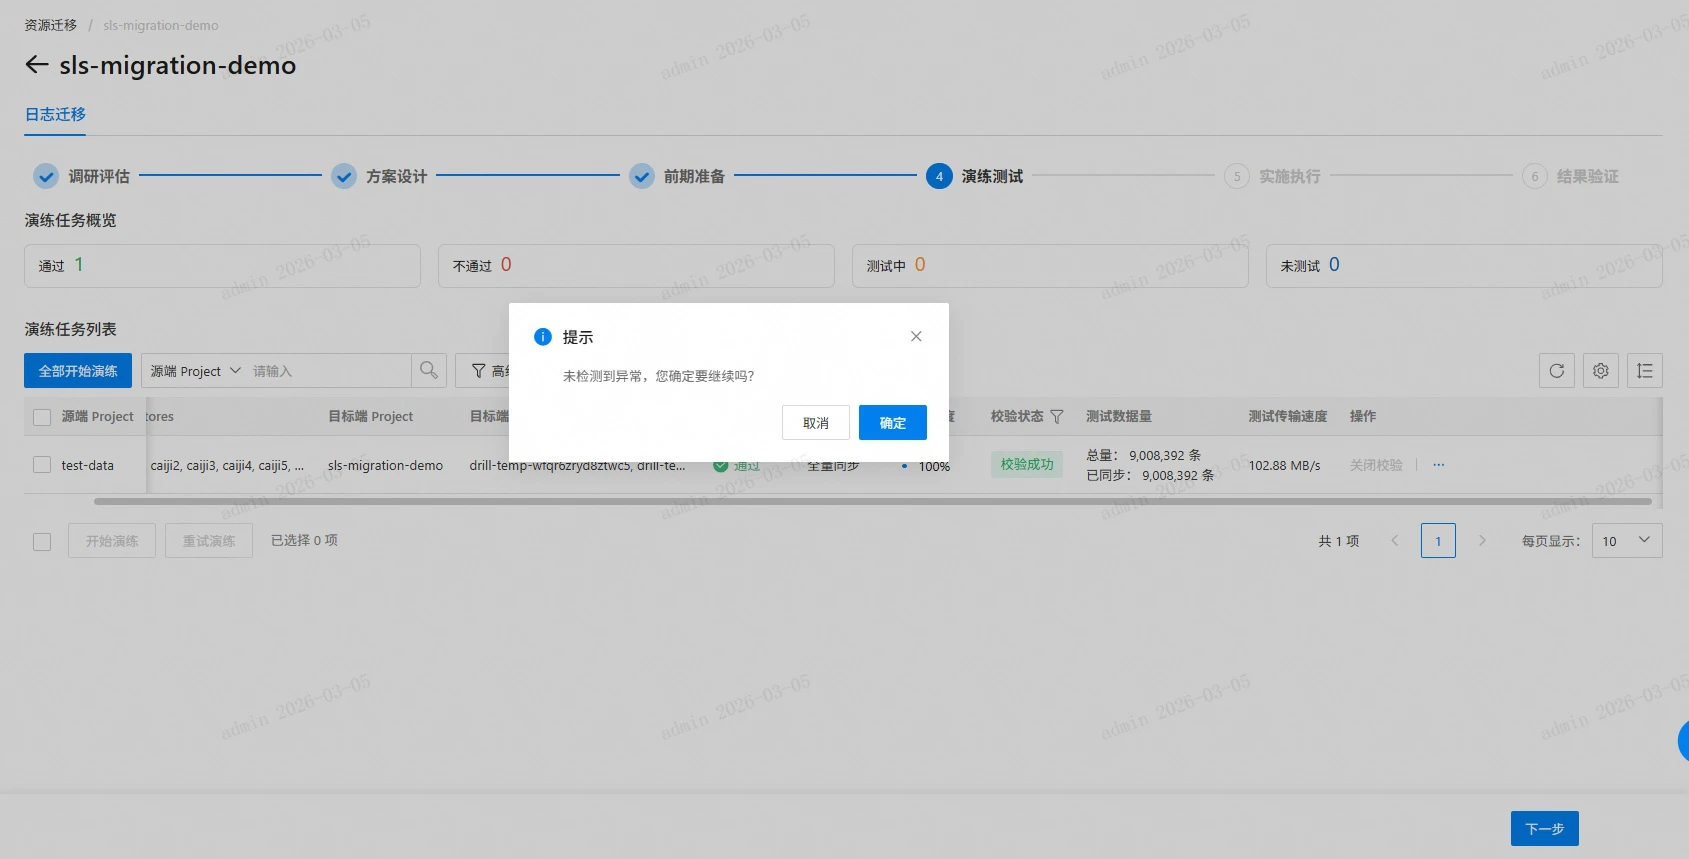 资源迁移 / sls-migration-demo
sls-migration-demo
日志迁移
调研评估 方案设计 前期准备 4 演练测试 5 实施执行 6 结果验证
演练任务概览
通过 1 不通过 0 测试中 0 未测试 0
演练任务列表
提示
未检测到异常，您确定要继续吗？
取消 确定
全部开始演练 源端 Project 请输入
源端 Project tores 目标端 Project 目标端 校验状态 测试数据量 测试传输速度 操作
test-data caiji2, caiji3, caiji4, caiji5, ... sls-migration-demo drill-temp-wfqr6zryd8ztwc5, drill-te... 通过 全量同步 100% 校验成功 总量： 9,008,392 条 102.88 MB/s 关闭校验 ...
已同步： 9,008,392 条
开始演练 重试演练 已选择 0 项 共 1 项 1 每页显示： 10
下一步
admin 2026-03-05